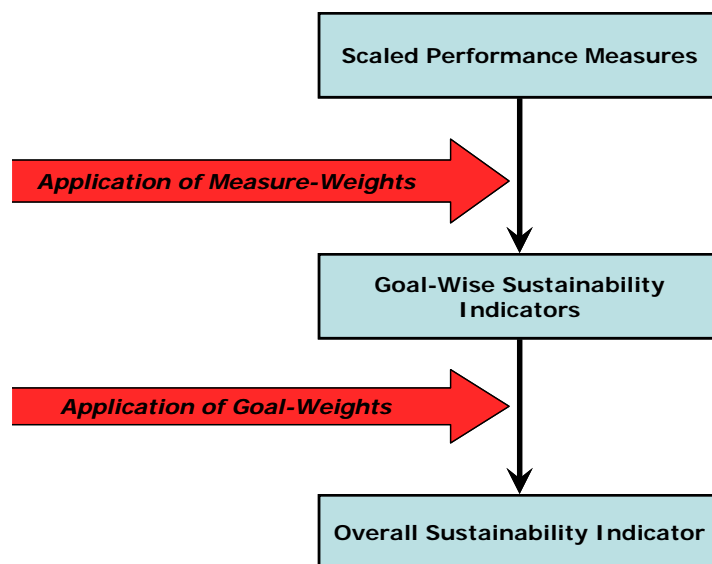 Scaled Performance Measures
Application of Measure-Weights
Goal-Wise Sustainability
Indicators
Application of Goal-Weights
Overall Sustainability Indicator